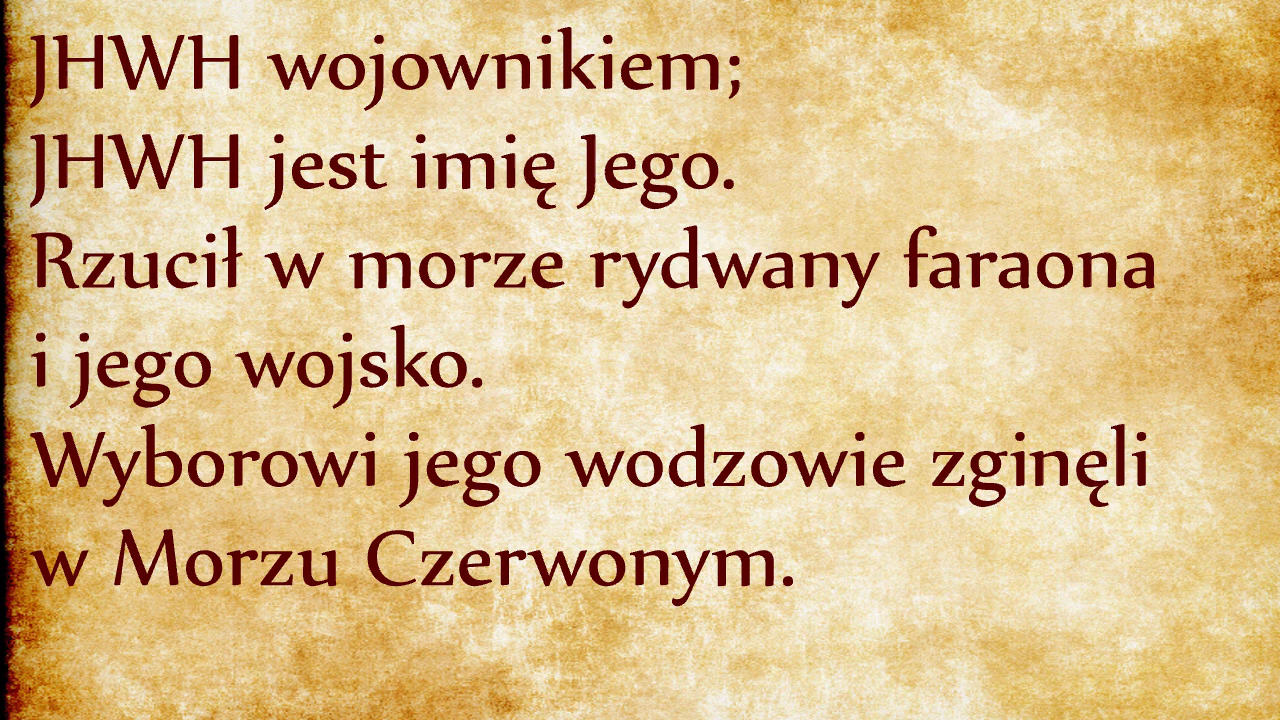 JHWH wojownikiem;
JHWH jest imię Jego.
Rzucił w morze rydwany faraona
i jego wojsko.
Wyborowi jego wodzowie zginęli
w Morzu Czerwonym.